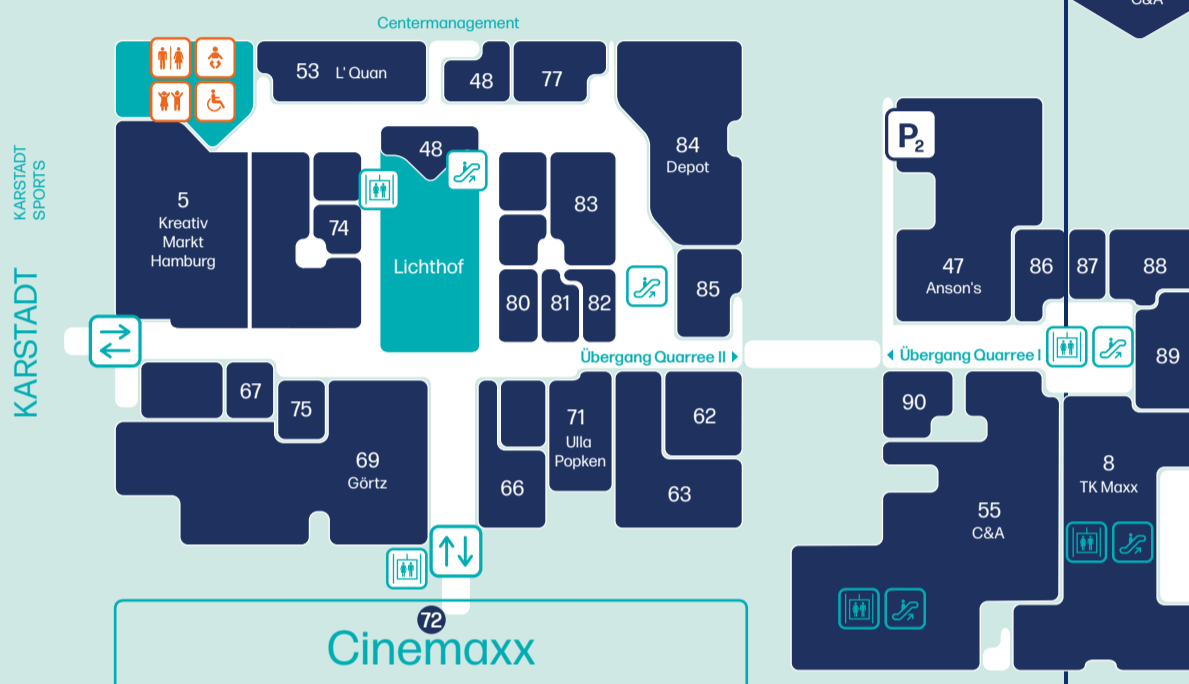 C&A
Centermanagement
53 L' Quan
48
77
84
Depot
P2
KARSTADT
SPORTS
48
5
Kreativ
Markt
Hamburg
74
83
Lichthof
47
Anson's
86
87
88
85
80
81
82
KARSTADT
Übergang Quarree II
Übergang Quarree I
89
67
75
71
Ulla
Popken
62
90
69
Görtz
66
63
8
TK Maxx
55
C&A
72
Cinemaxx